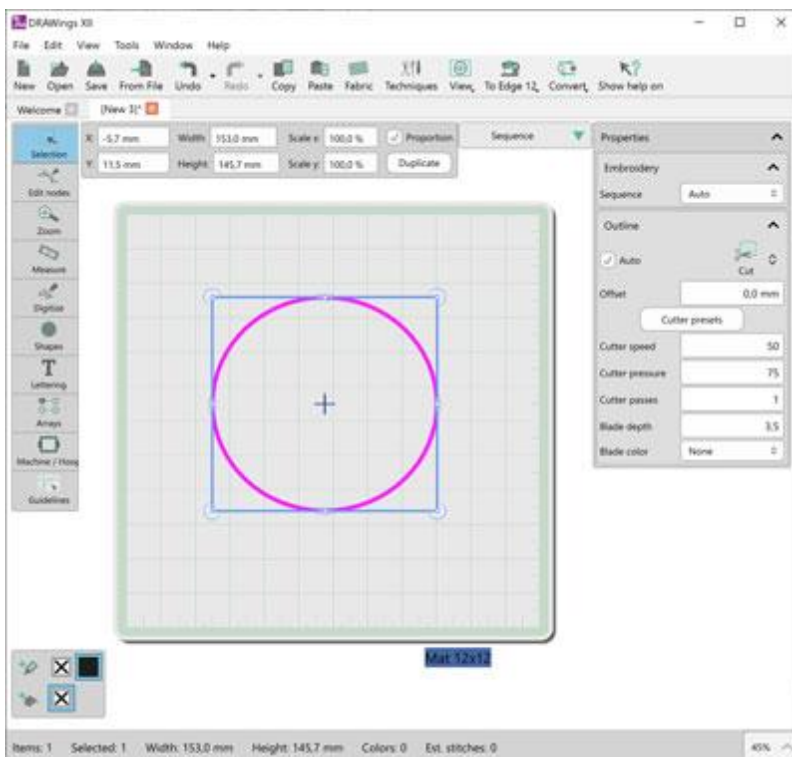 DRAWings XII
File Edit View Tools Window Help
New Open Save From File Undo Redo Copy Paste Fabric Techniques View To Edge 12 Convert Show help on
Welcome [New 3]*
Selection
Edit nodes
Zoom
Measure
Digitize
Shapes
T
Lettering
Arrays
Machine / Hoop
Guidelines
X: -5,7 mm Width: 153,0 mm Scale x: 100,0 % Proportion
Y: 11,5 mm Height: 145,7 mm Scale y: 100,0 % Duplicate
Sequence
Properties
Embroidery
Sequence Auto
Outline
Auto Cut
Offset 0,0 mm
Cutter presets
Cutter speed 50
Cutter pressure 75
Cutter passes 1
Blade depth 3,5
Blade color None
Mat 12x12
Items: 1 Selected: 1 Width: 153,0 mm Height: 145,7 mm Colors: 0 Est. stitches: 0 45%